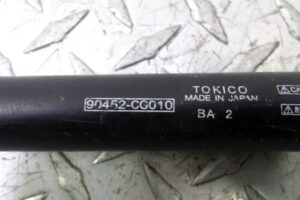 TOKICO
MADE IN JAPAN
90452-CG010
BA 2